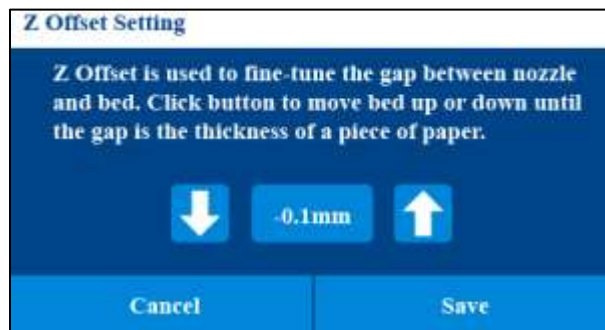 Z Offset Setting
Z Offset is used to fine-tune the gap between nozzle
and bed. Click button to move bed up or down until
the gap is the thickness of a piece of paper.
-0.1mm
Cancel Save